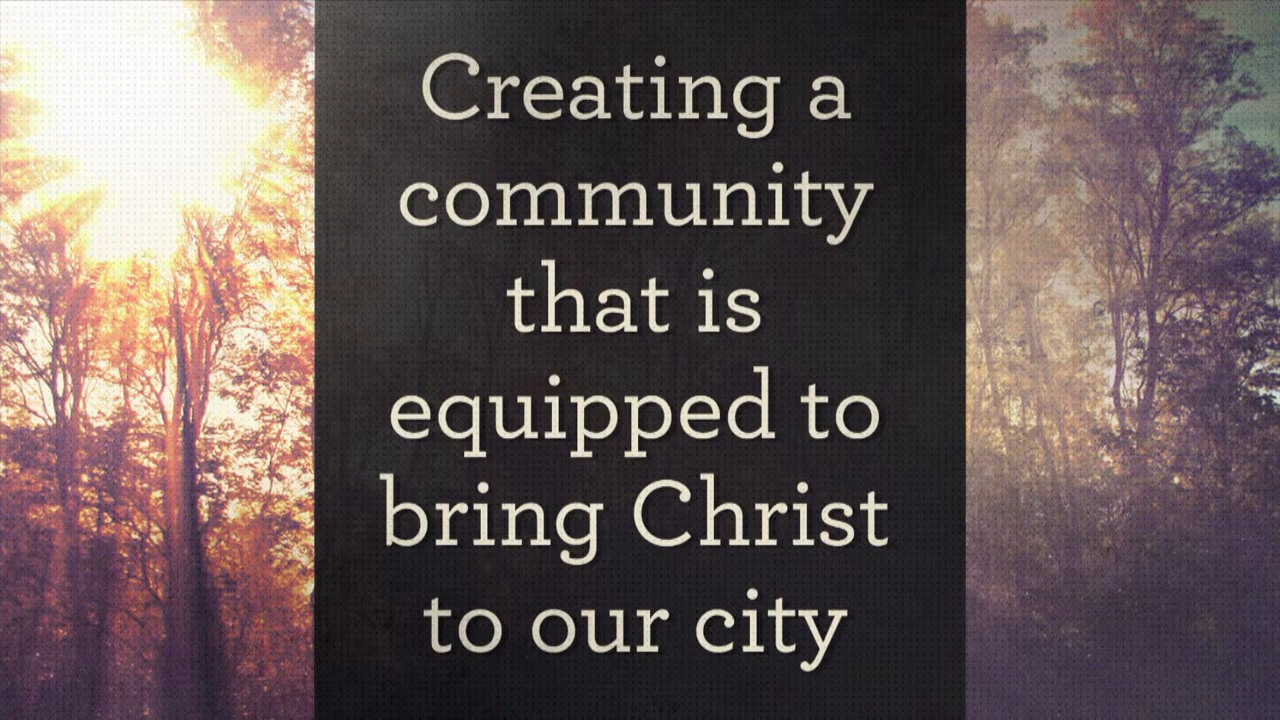 Creating a
community
that is
equipped to
bring Christ
to our city